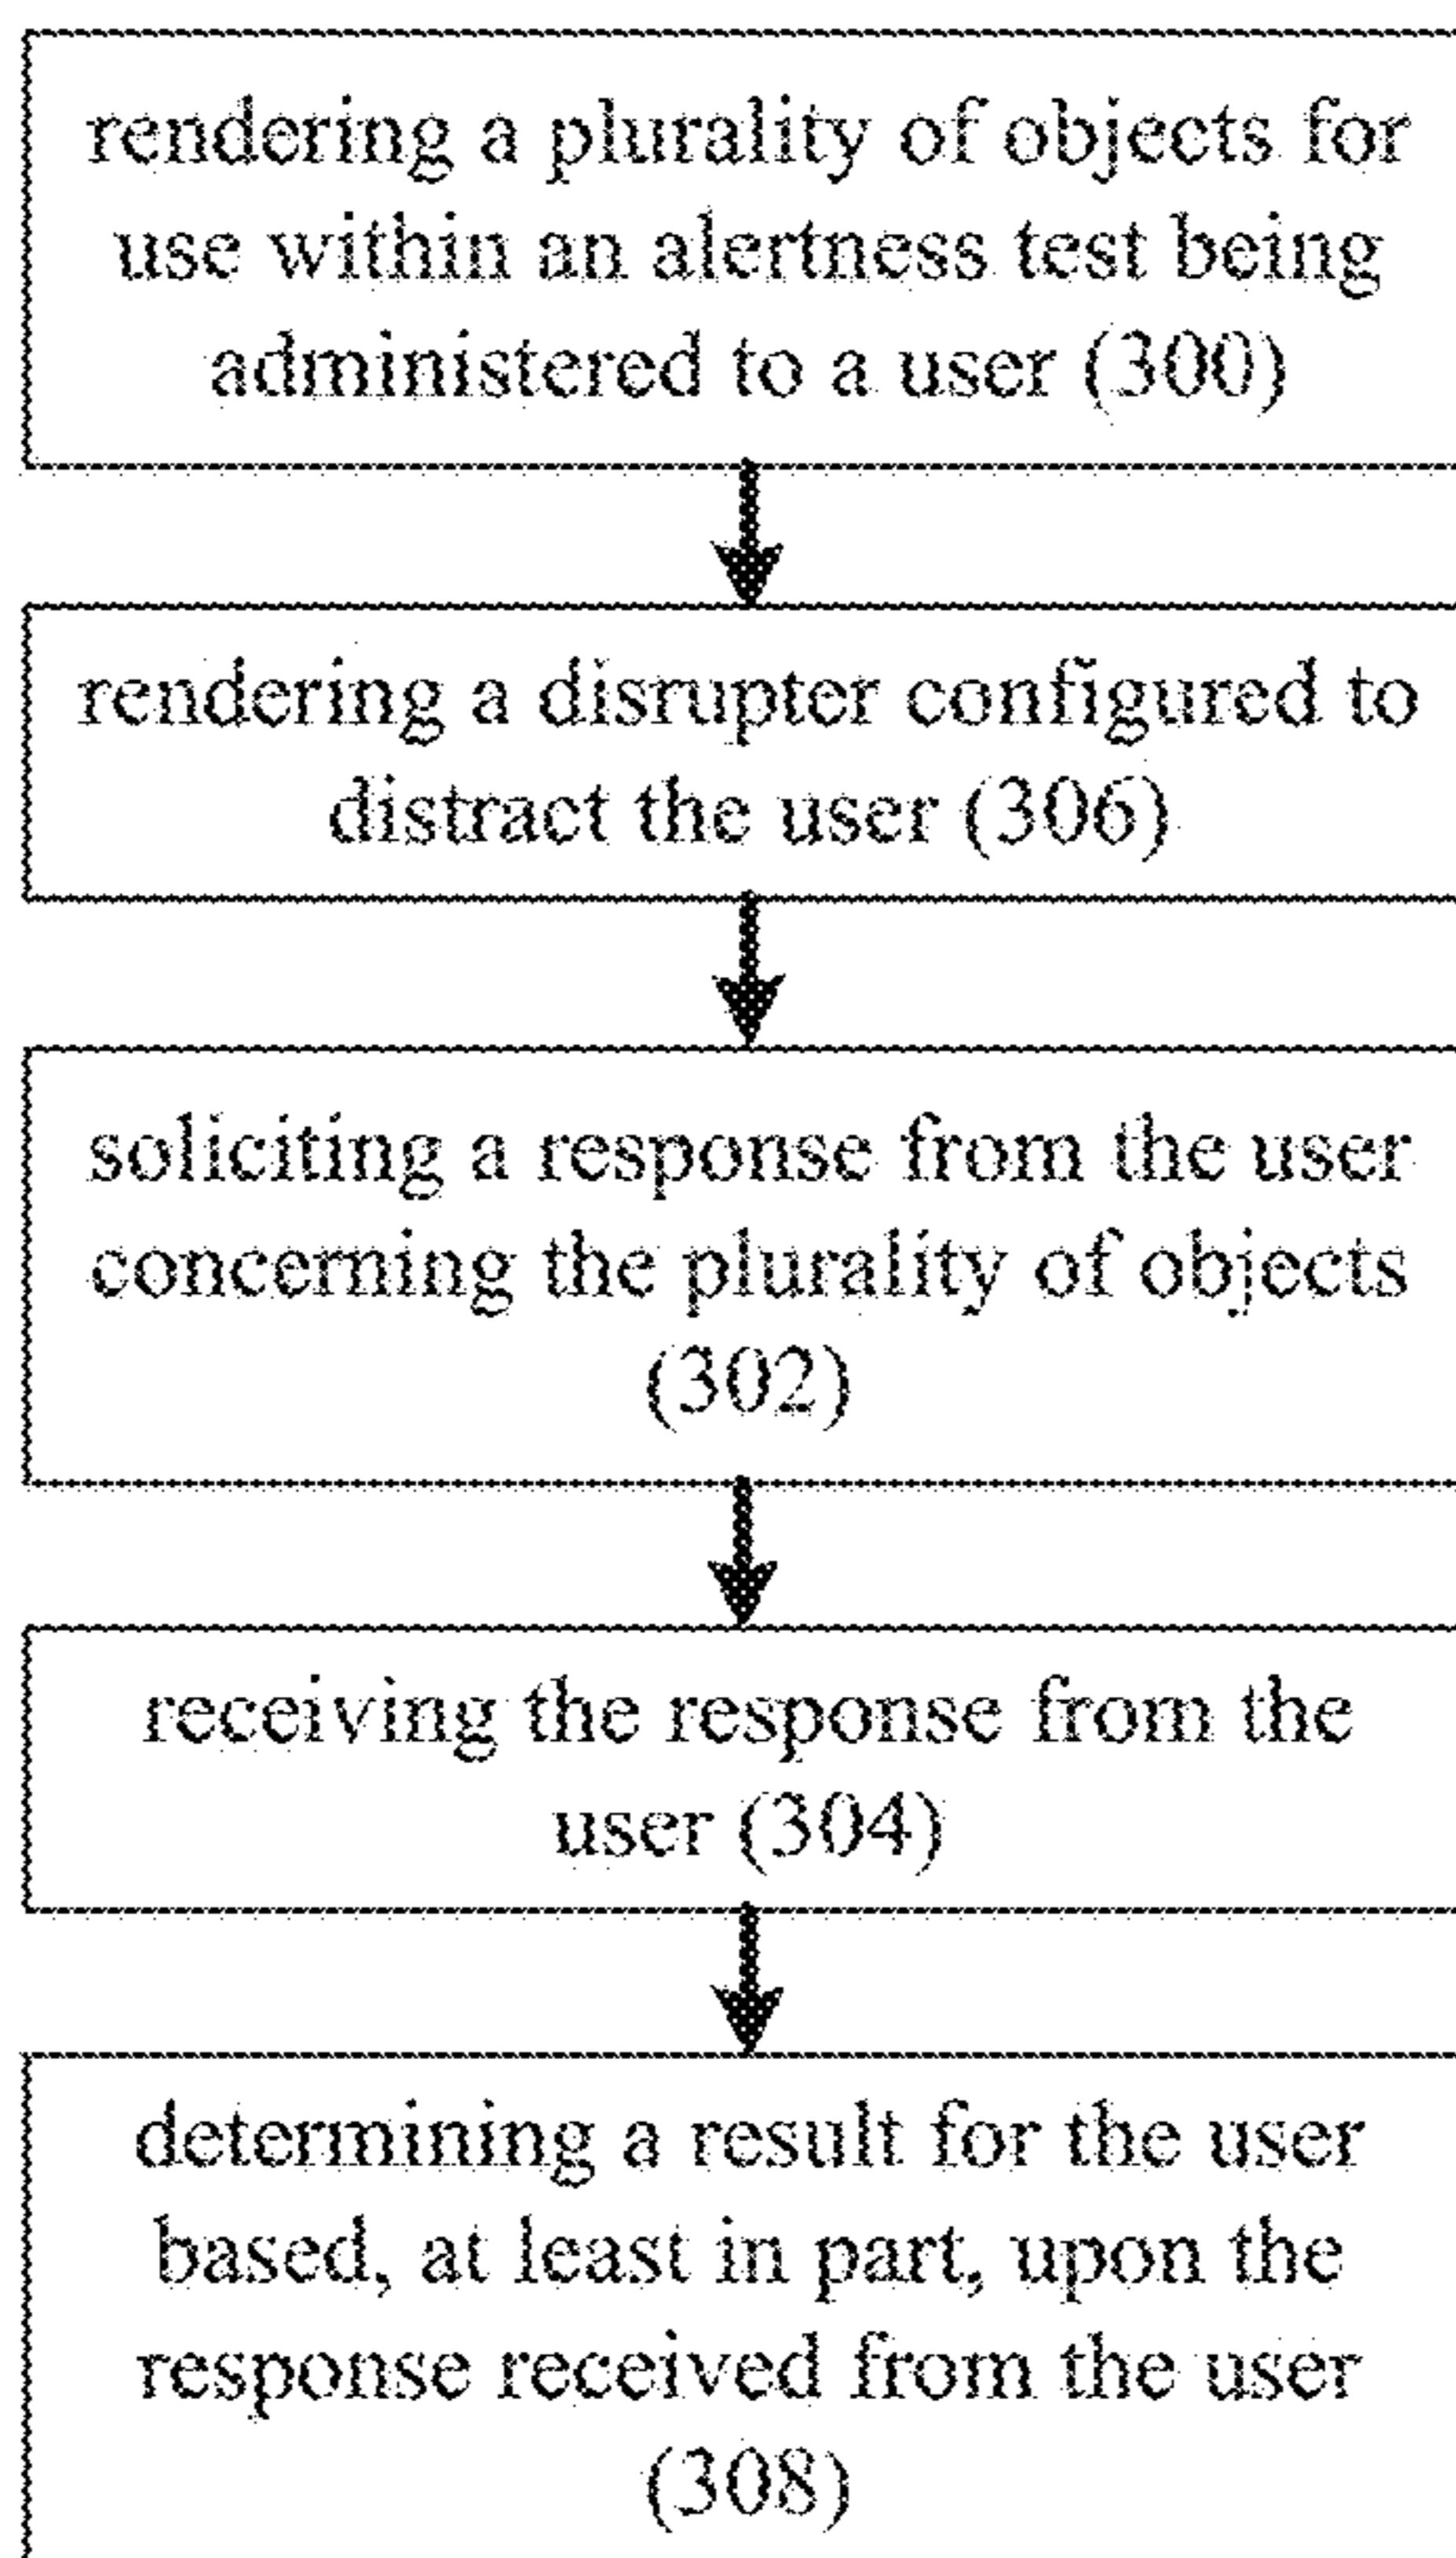 rendering a plurality of objects for
use within an alertness test being
administered to a user (300)
rendering a disrupter configured to
distract the user (306)
soliciting a response from the user
concerning the plurality of objects
(302)
receiving the response from the
user (304)
determining a result for the user
based, at least in part, upon the
response received from the user
(308)